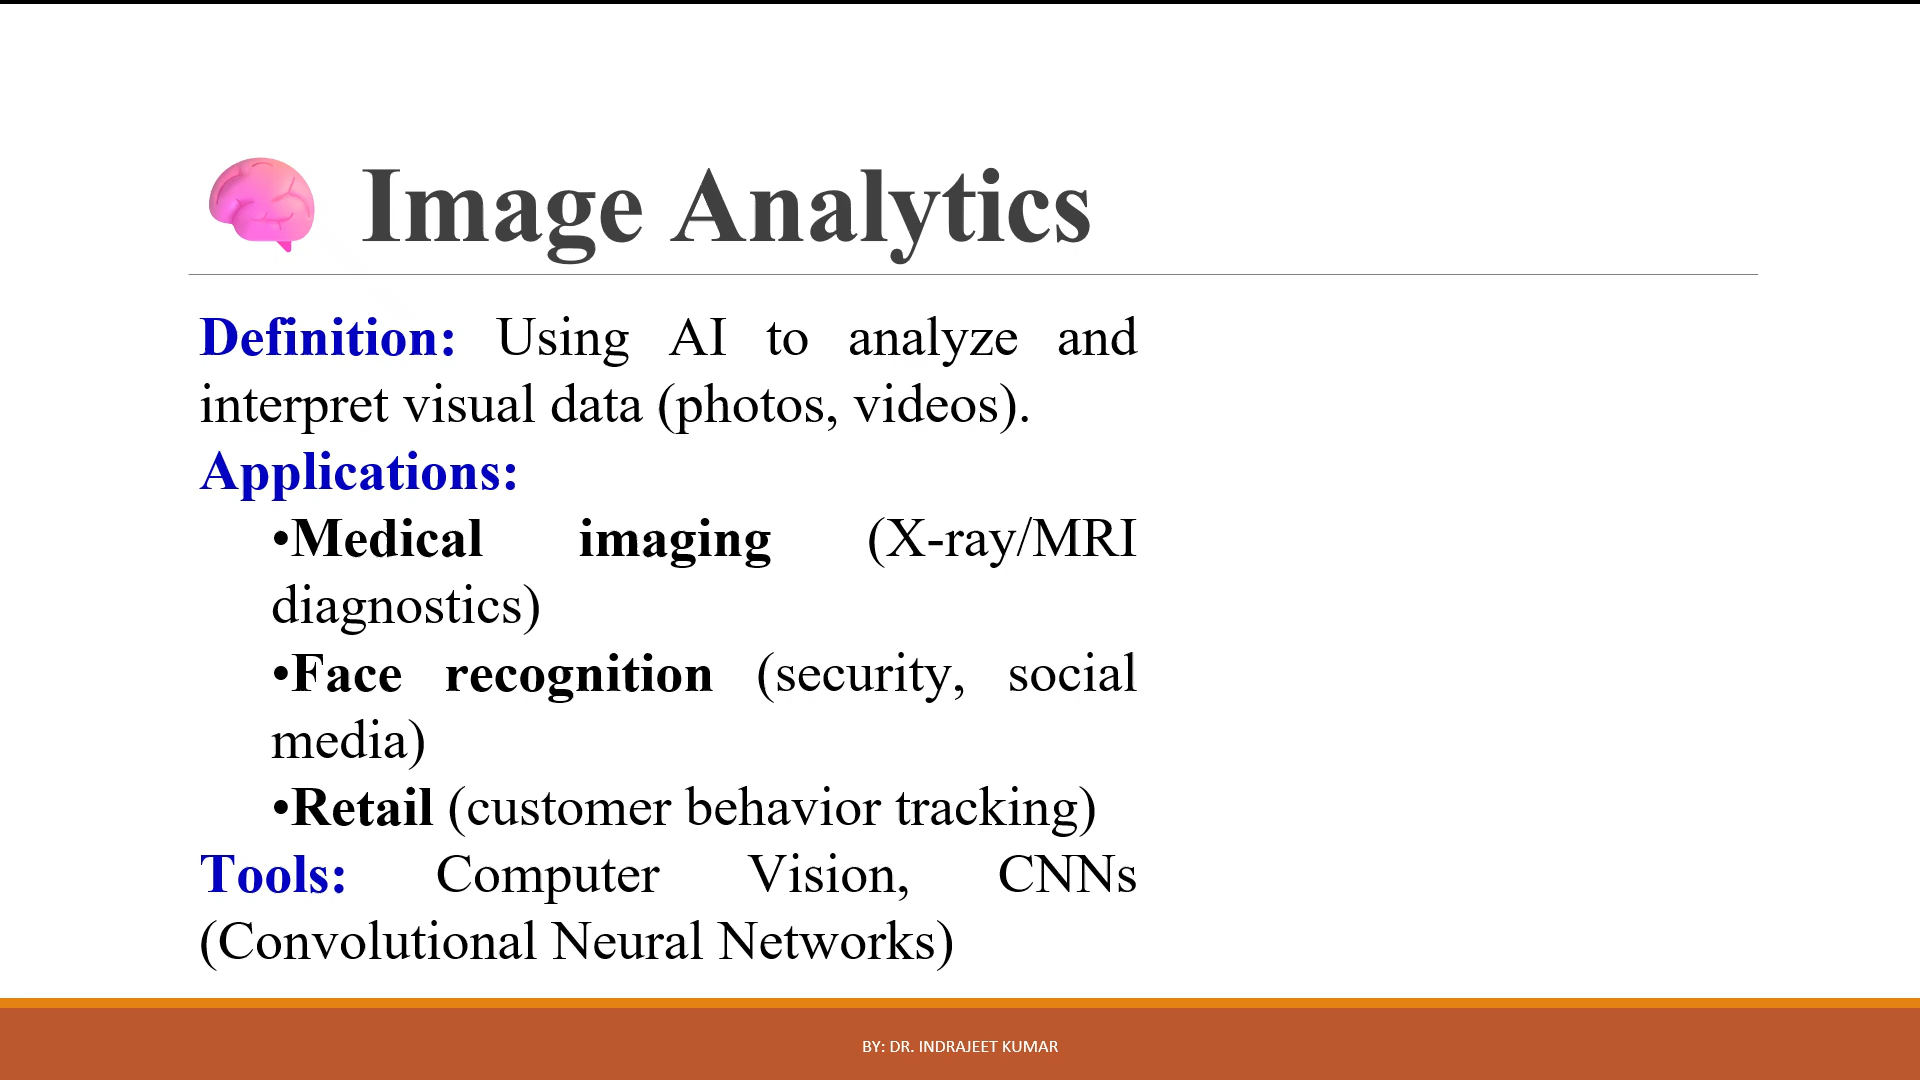 Image Analytics
Definition: Using AI to analyze and
interpret visual data (photos, videos).
Applications:
•Medical imaging (X-ray/MRI
diagnostics)
•Face recognition (security, social
media)
•Retail (customer behavior tracking)
Tools: Computer Vision, CNNs
(Convolutional Neural Networks)
BY: DR. INDRAJEET KUMAR